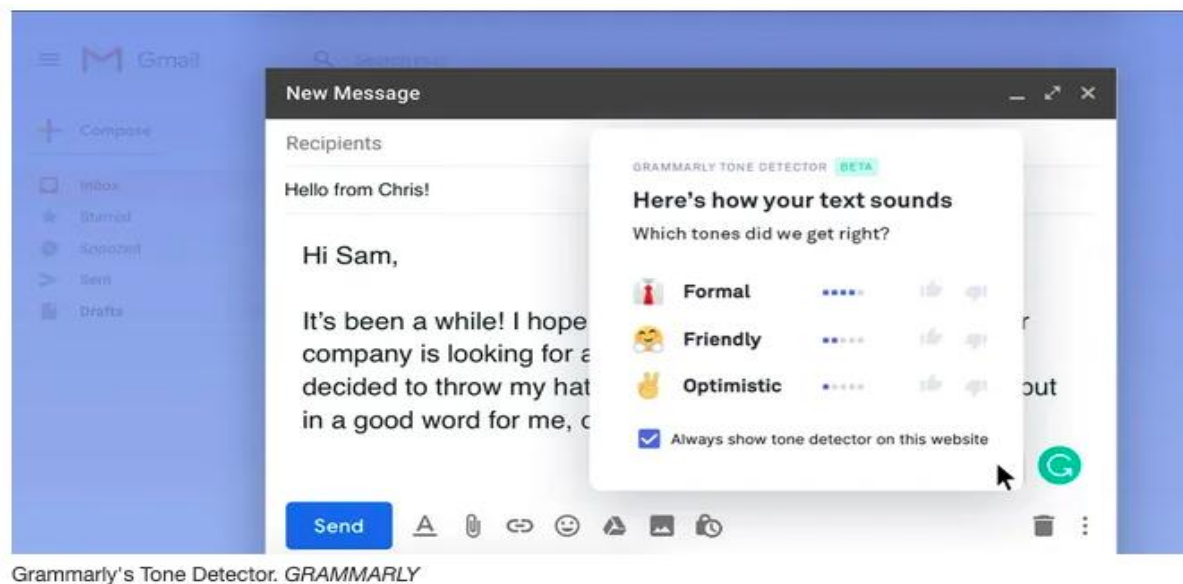 Gmail
Compose
Inbox
Starred
Snoozed
Sent
Drafts
New Message
Recipients
Hello from Chris!
Hi Sam,
It's been a while! I hope
company is looking for a
decided to throw my hat
in a good word for me,
GRAMMARLY TONE DETECTOR BETA
Here's how your text sounds
Which tones did we get right?
Formal
Friendly
Optimistic
Always show tone detector on this website
Send
Grammarly's Tone Detector. GRAMMARLY